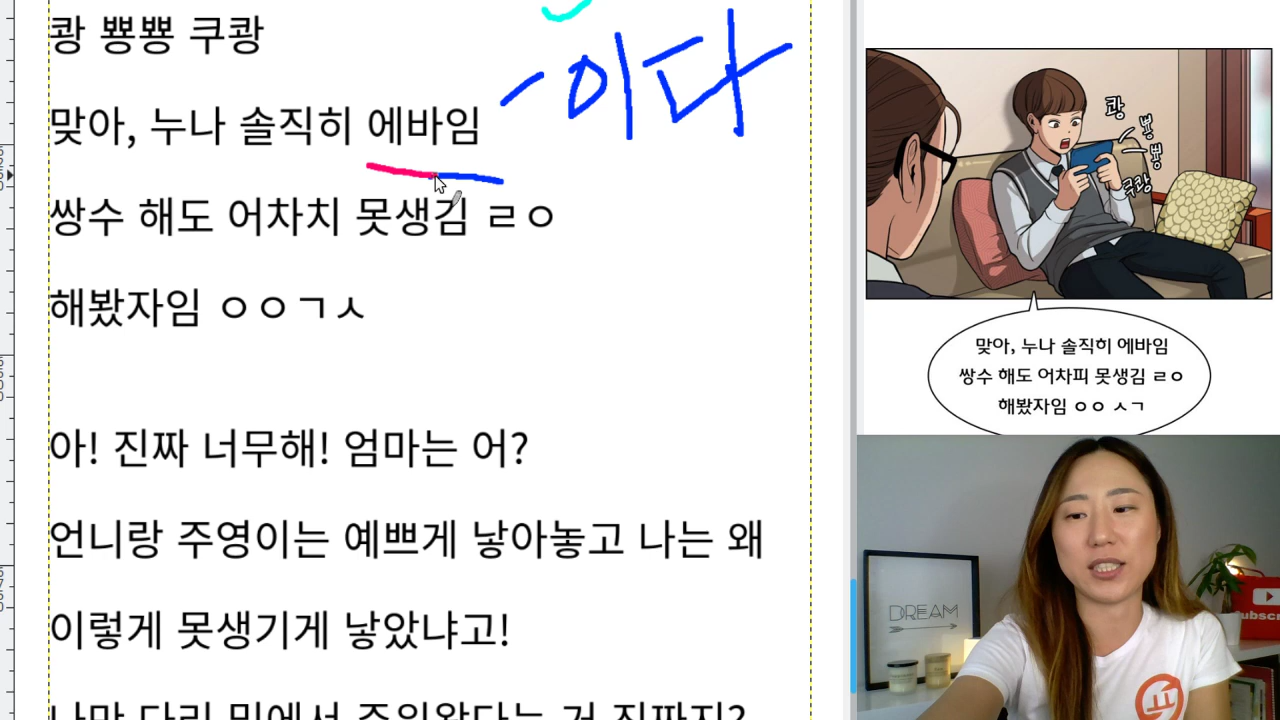 쾅 뿅뿅 쿠쾅
-이다
맞아, 누나 솔직히 에바임
쌍수 해도 어차치 못생김 ㄹㅇ
해봤자임 ㅇㅇㄱㅅ
아! 진짜 너무해! 엄마는 어?
언니랑 주영이는 예쁘게 낳아놓고 나는 왜
이렇게 못생기게 낳았냐고!
쾅
뿅
뿅
쿠쾅
맞아, 누나 솔직히 에바임
쌍수 해도 어차피 못생김 ㄹㅇ
해봤자임 ㅇㅇ ㅅㄱ
DREAM